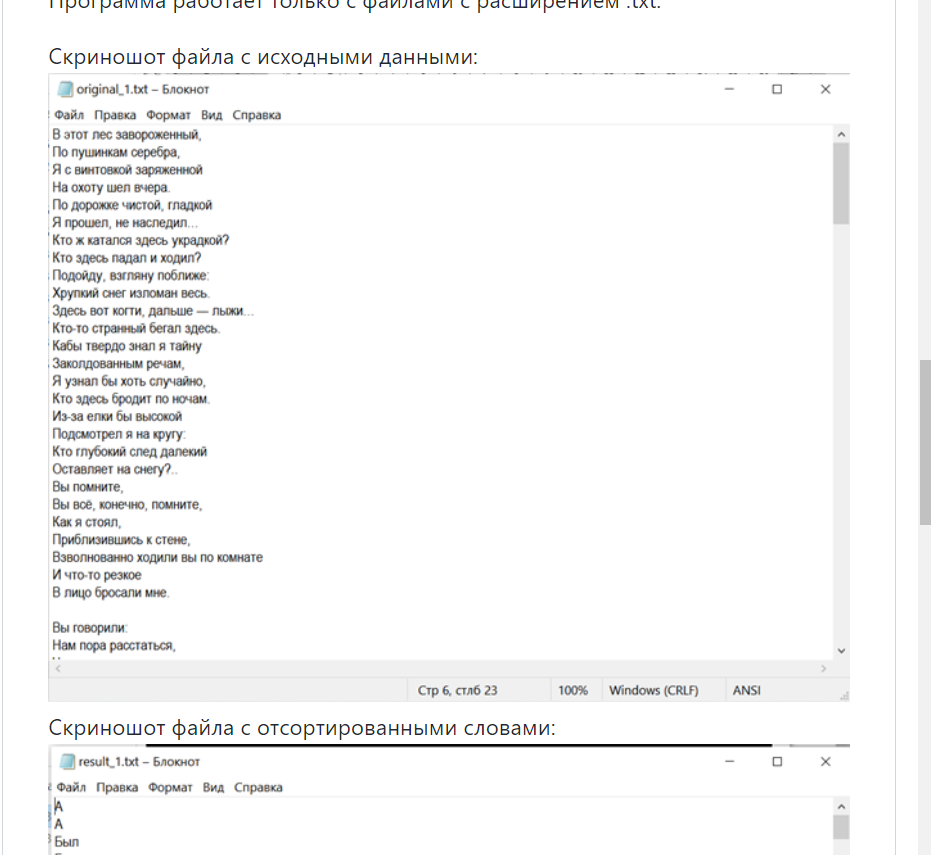 Программа работает только с файлами с расширением .txt.
Скриношот файла с исходными данными:
original_1.txt – Блокнот
Файл Правка Формат Вид Справка
В этот лес завороженный,
По пушинкам серебра,
Я с винтовкой заряженной
На охоту шел вчера.
По дорожке чистой, гладкой
Я прошел, не наследил...
Кто ж катался здесь украдкой?
Кто здесь падал и ходил?
Подойду, взгляну поближе:
Хрупкий снег изломан весь.
Здесь вот когти, дальше — лыжи...
Кто-то странный бегал здесь.
Кабы твердо знал я тайну
Заколдованным речам,
Я узнал бы хоть случайно,
Кто здесь бродит по ночам.
Из-за елки бы высокой
Подсмотрел я на кругу:
Кто глубокий след далекий
Оставляет на снегу?..
Вы помните,
Вы всё, конечно, помните,
Как я стоял,
Приблизившись к стене,
Взволнованно ходили вы по комнате
И что-то резкое
В лицо бросали мне.
Вы говорили:
Нам пора расстаться,
Стр 6, стлб 23 100% Windows (CRLF) ANSI
Скриношот файла с отсортированными словами:
result_1.txt – Блокнот
Файл Правка Формат Вид Справка
А
А
Был